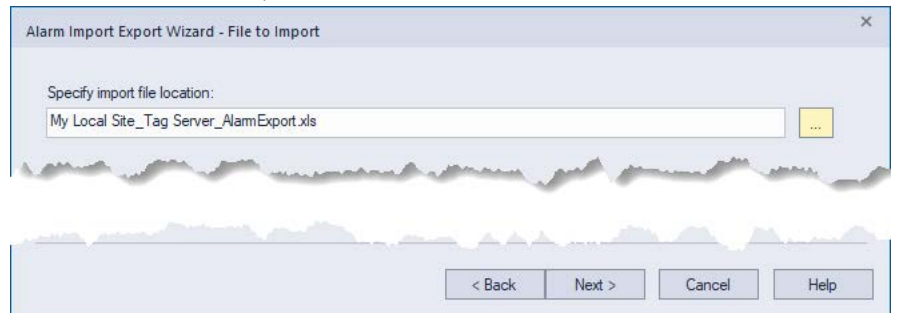 Alarm Import Export Wizard - File to Import
×
Specify import file location:
My Local Site_Tag Server_AlarmExport.xls
...
< Back
Next >
Cancel
Help